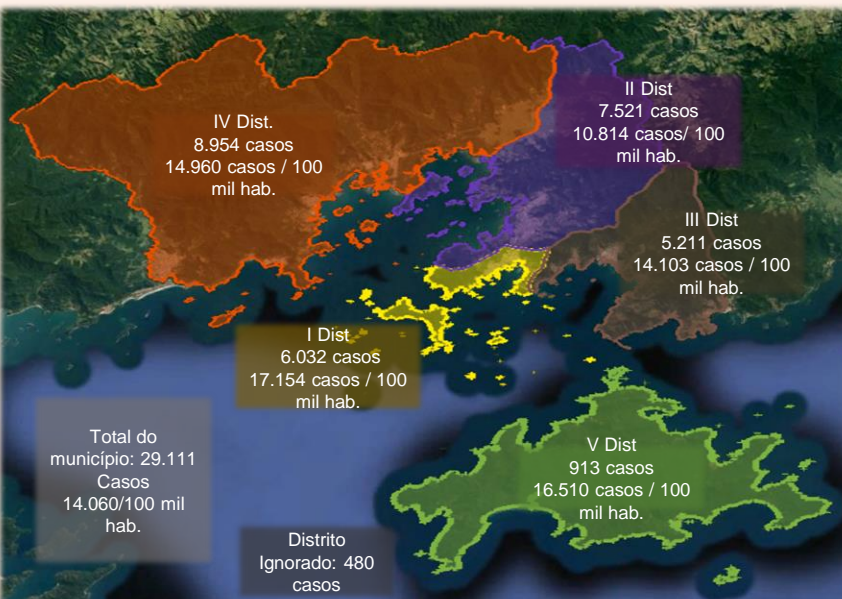 IV Dist.
8.954 casos
14.960 casos / 100
mil hab.
II Dist
7.521 casos
10.814 casos/ 100
mil hab.
III Dist
5.211 casos
14.103 casos / 100
mil hab.
I Dist
6.032 casos
17.154 casos / 100
mil hab.
V Dist
913 casos
16.510 casos / 100
mil hab.
Total do
município: 29.111
Casos
14.060/100 mil
hab.
Distrito
Ignorado: 480
casos